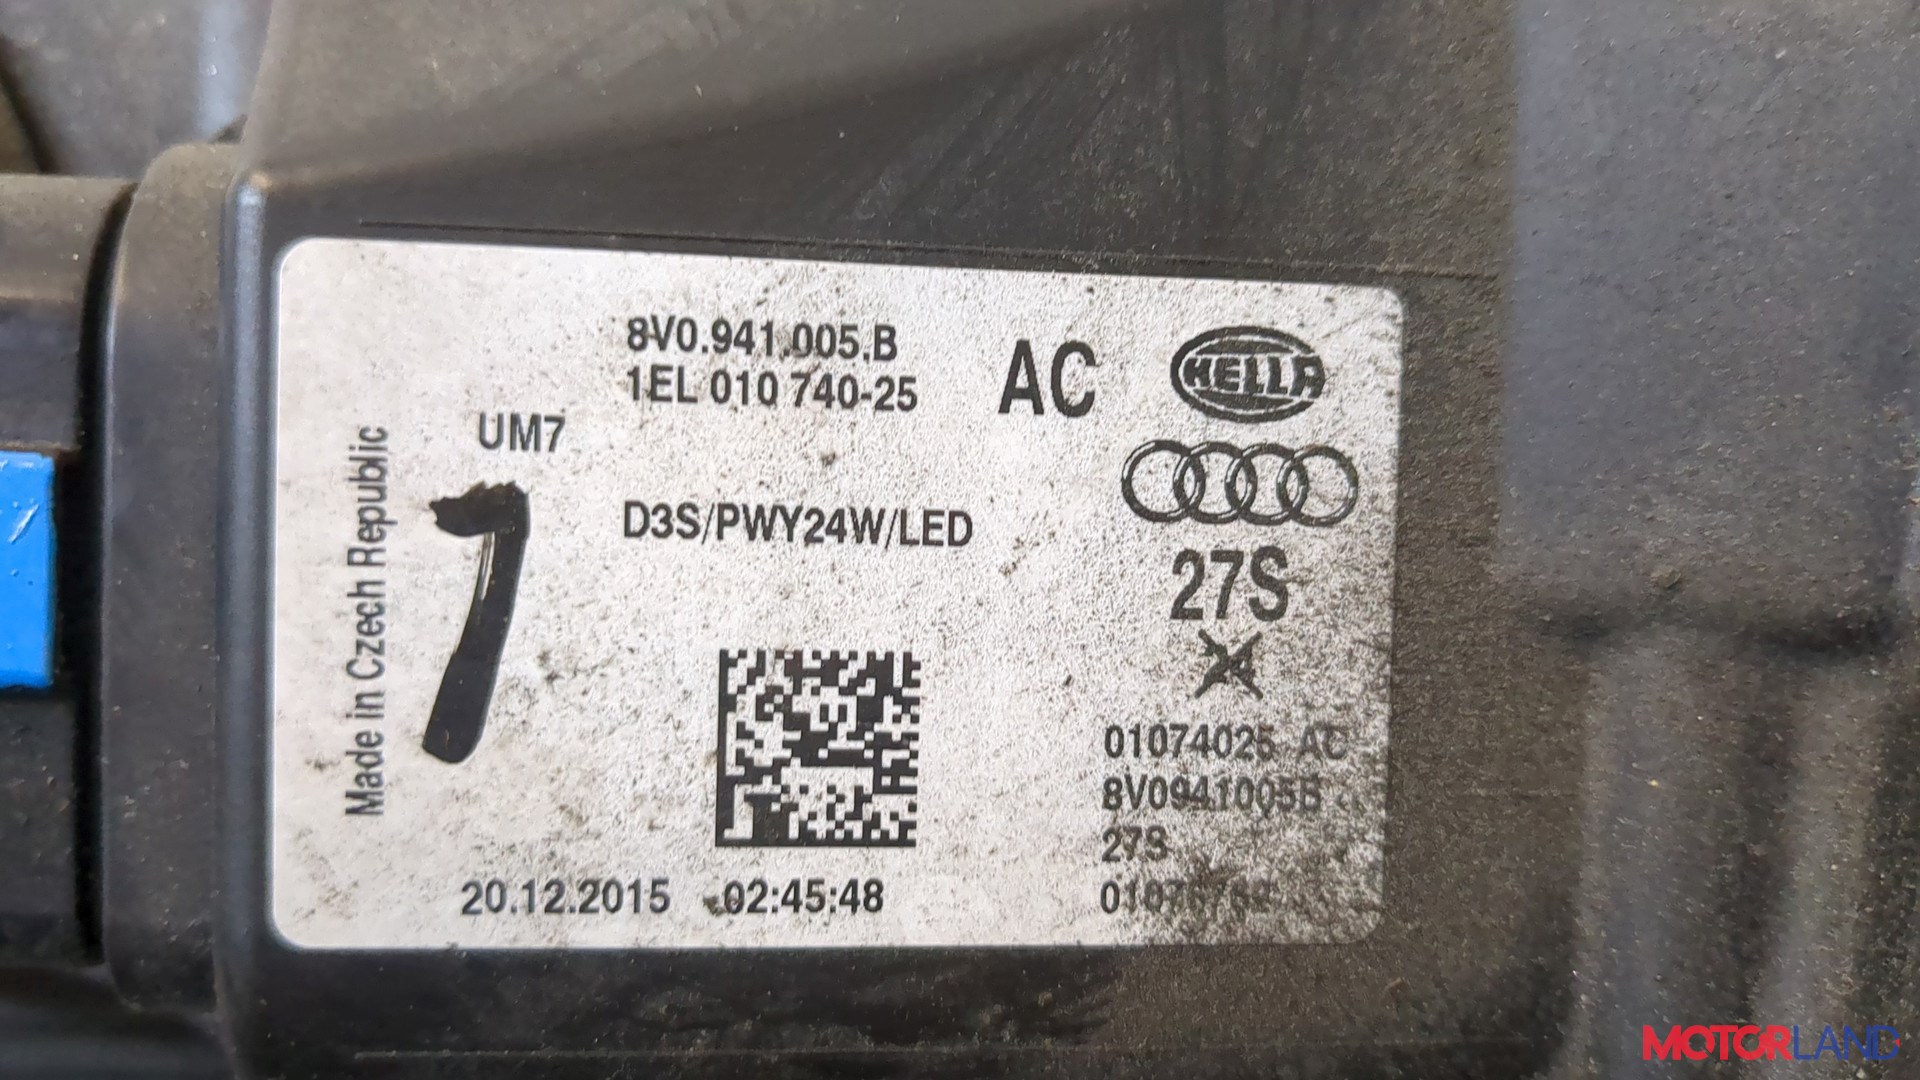 8V0.941.005.B
1EL 010 740-25
AC
HELLA
UM7
Made in Czech Republic
D3S/PWY24W/LED
27S
01074025 AC
8V0941005B
27S
20.12.2015 02:45:48
MOTORLAND